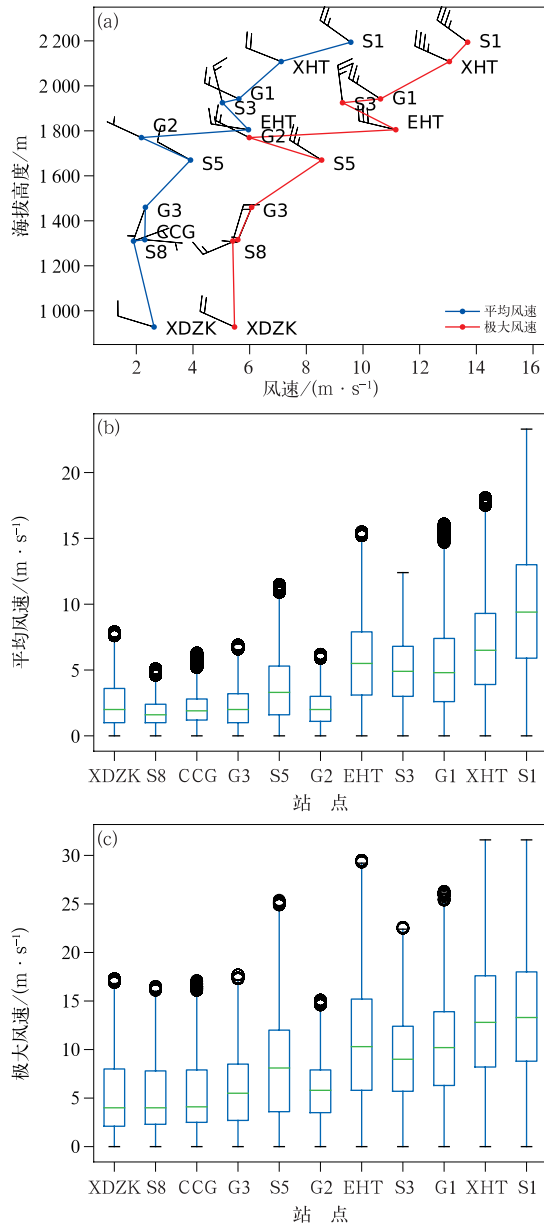 (a)
S1
S1
XHT
XHT
G1
S3
G1
S3
EHT
EHT
G2
G2
S5
S5
G3
G3
CCG
S8
S8
XDZK
XDZK
2 200
2 000
1 800
1 600
1 400
1 200
1 000
海拔高度/m
平均风速
极大风速
2 4 6 8 10 12 14 16
风速/(m · s⁻¹)
(b)
20
15
10
5
0
平均风速/(m · s⁻¹)
XDZK S8 CCG G3 S5 G2 EHT S3 G1 XHT S1
站 点
(c)
30
25
20
15
10
5
0
极大风速/(m · s⁻¹)
XDZK S8 CCG G3 S5 G2 EHT S3 G1 XHT S1
站 点